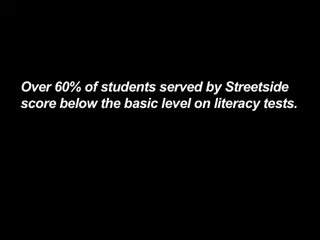 Over 60% of students served by Streetside
score below the basic level on literacy tests.